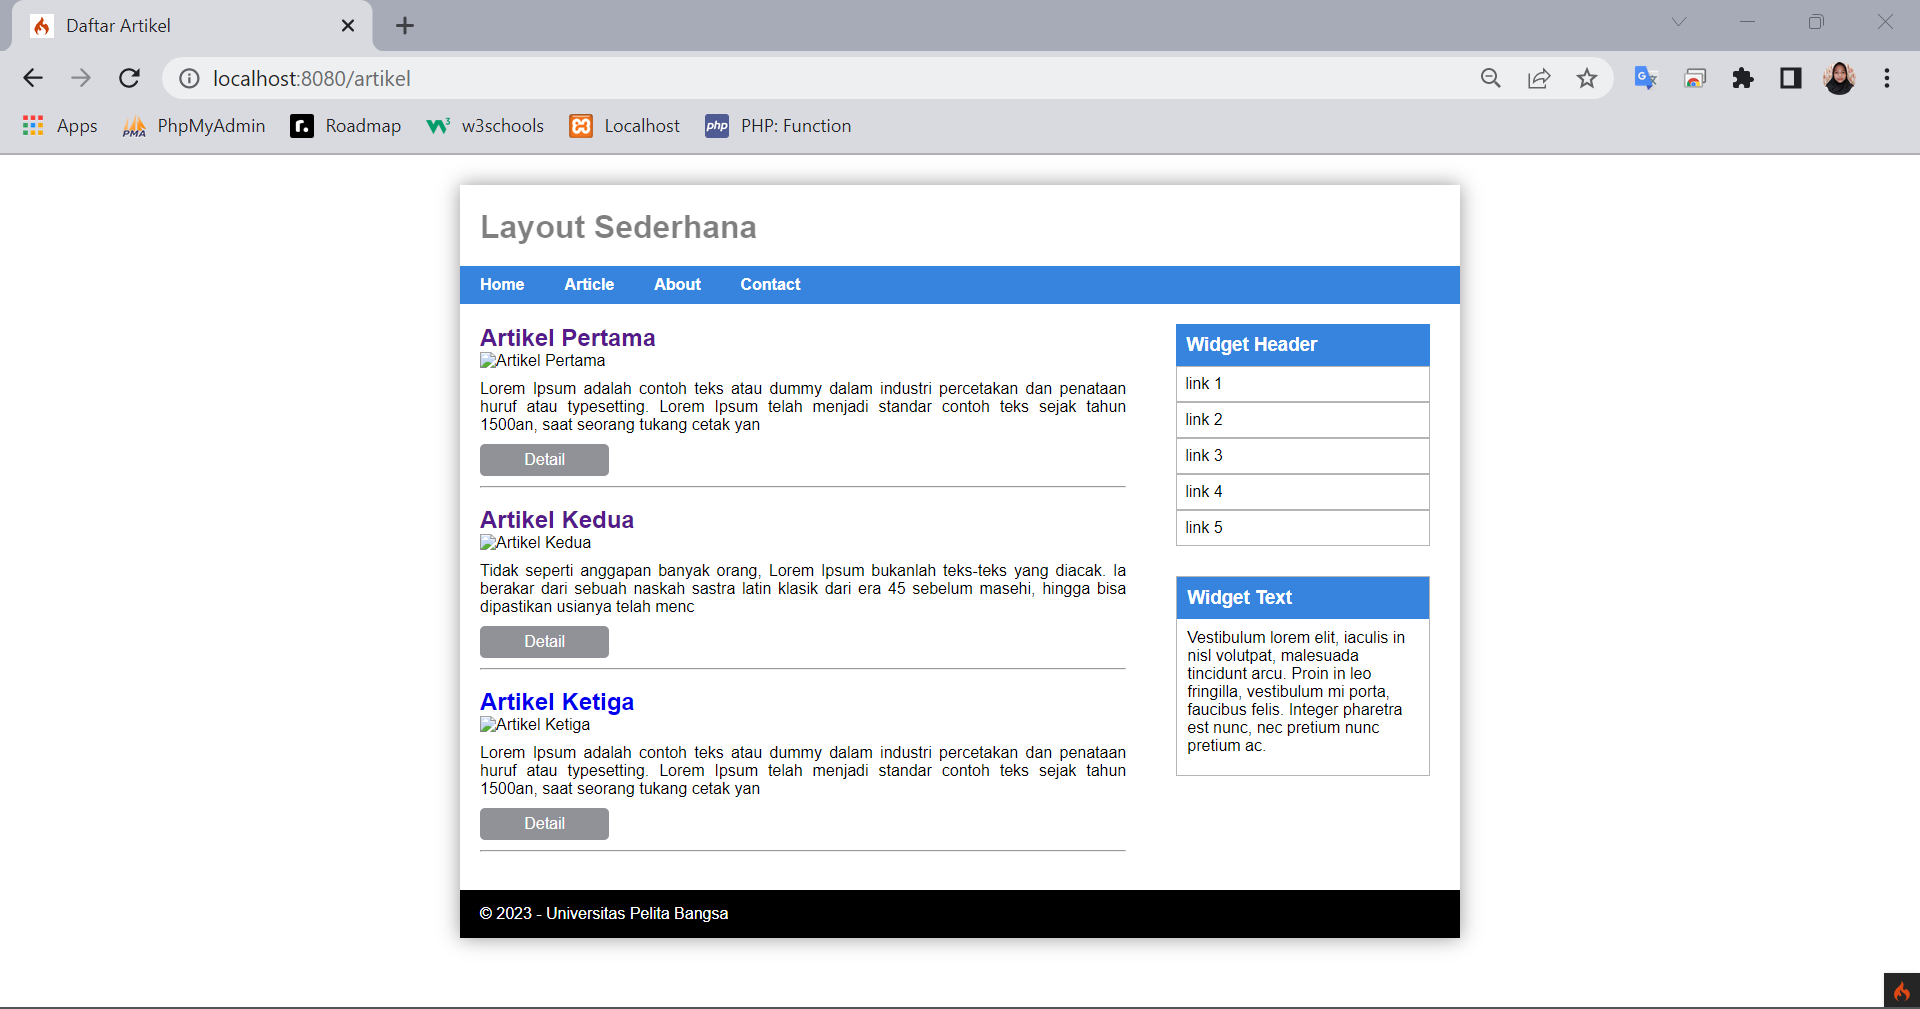 Daftar Artikel
localhost:8080/artikel
Apps PhpMyAdmin Roadmap w3schools Localhost PHP: Function
Layout Sederhana
Home Article About Contact
Artikel Pertama
Artikel Pertama
Lorem Ipsum adalah contoh teks atau dummy dalam industri percetakan dan penataan
huruf atau typesetting. Lorem Ipsum telah menjadi standar contoh teks sejak tahun
1500an, saat seorang tukang cetak yan
Detail
Artikel Kedua
Artikel Kedua
Tidak seperti anggapan banyak orang, Lorem Ipsum bukanlah teks-teks yang diacak. Ia
berakar dari sebuah naskah sastra latin klasik dari era 45 sebelum masehi, hingga bisa
dipastikan usianya telah menc
Detail
Artikel Ketiga
Artikel Ketiga
Lorem Ipsum adalah contoh teks atau dummy dalam industri percetakan dan penataan
huruf atau typesetting. Lorem Ipsum telah menjadi standar contoh teks sejak tahun
1500an, saat seorang tukang cetak yan
Detail
Widget Header
link 1
link 2
link 3
link 4
link 5
Widget Text
Vestibulum lorem elit, iaculis in
nisl volutpat, malesuada
tincidunt arcu. Proin in leo
fringilla, vestibulum mi porta,
faucibus felis. Integer pharetra
est nunc, nec pretium nunc
pretium ac.
© 2023 - Universitas Pelita Bangsa